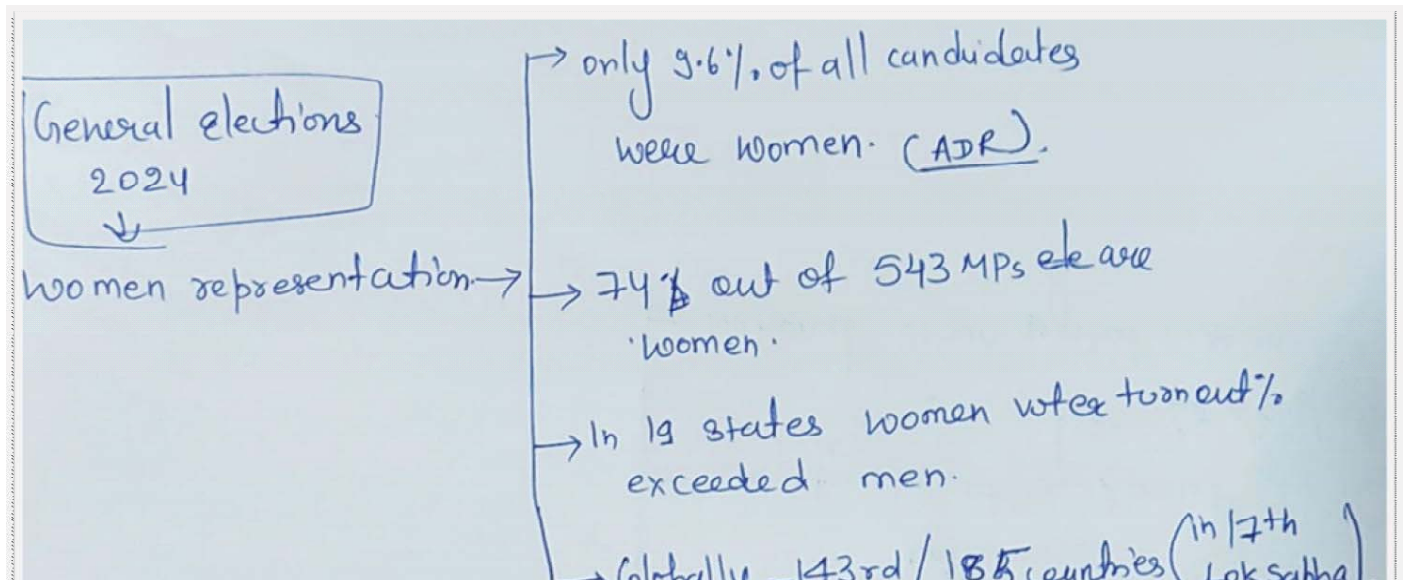 General elections
2024
women representation
only 9.6% of all candidates
were women. (ADR).
74 out of 543 MPs are
women.
In 19 states women voter turnout%
exceeded men.
Globally 143rd / 185 countries (in 17th
Lok Sabha)